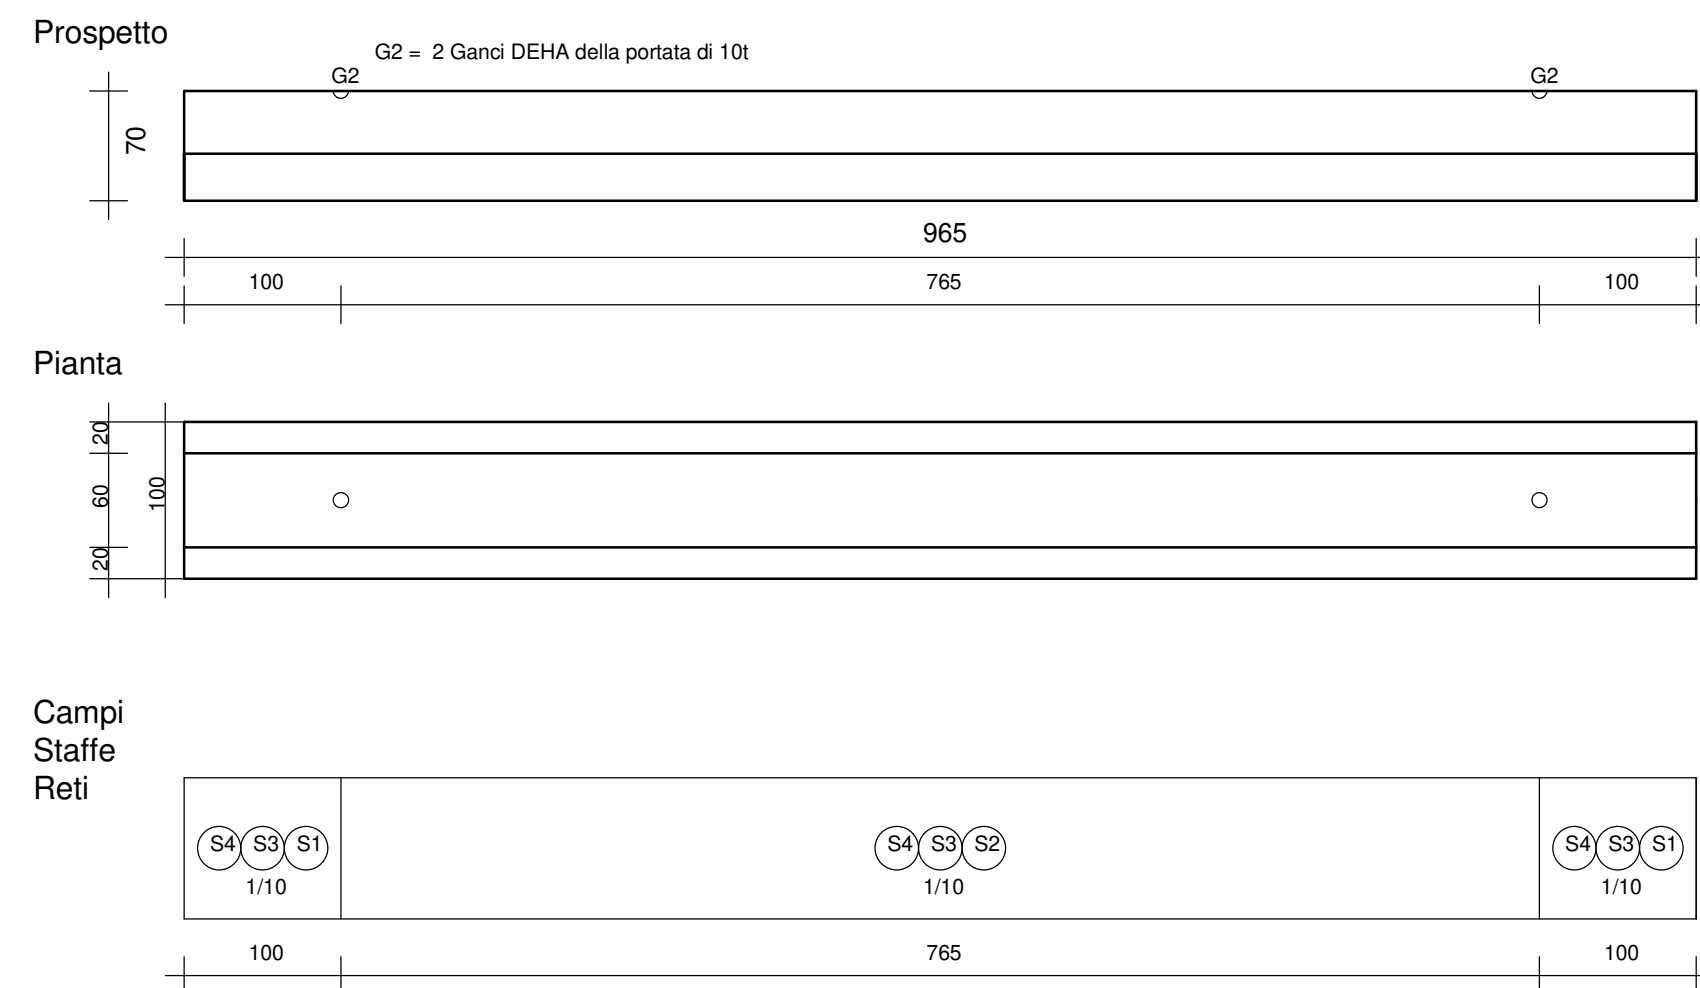 Prospetto
G2 =  2 Ganci DEHA della portata di 10t
G2
G2
70
965
100
765
100
Pianta
20
60
20
100
Campi
Staffe
Reti
S4 S3 S1
1/10
S4 S3 S2
1/10
S4 S3 S1
1/10
100
765
100